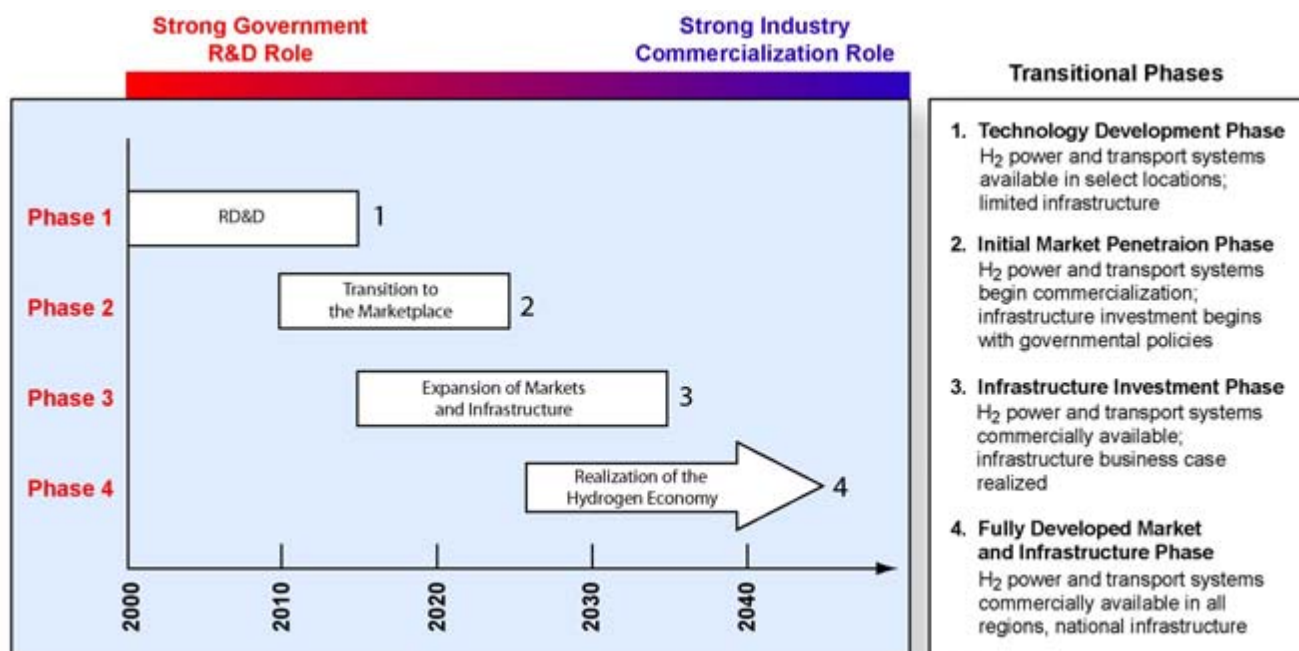 Strong Government
R&D Role
Strong Industry
Commercialization Role
Phase 1
RD&D
1
Phase 2
Transition to
the Marketplace
2
Phase 3
Expansion of Markets
and Infrastructure
3
Phase 4
Realization of the
Hydrogen Economy
4
2000
2010
2020
2030
2040
Transitional Phases
1. Technology Development Phase
H₂ power and transport systems
available in select locations;
limited infrastructure
2. Initial Market Penetraion Phase
H₂ power and transport systems
begin commercialization;
infrastructure investment begins
with governmental policies
3. Infrastructure Investment Phase
H₂ power and transport systems
commercially available;
infrastructure business case
realized
4. Fully Developed Market
and Infrastructure Phase
H₂ power and transport systems
commercially available in all
regions, national infrastructure